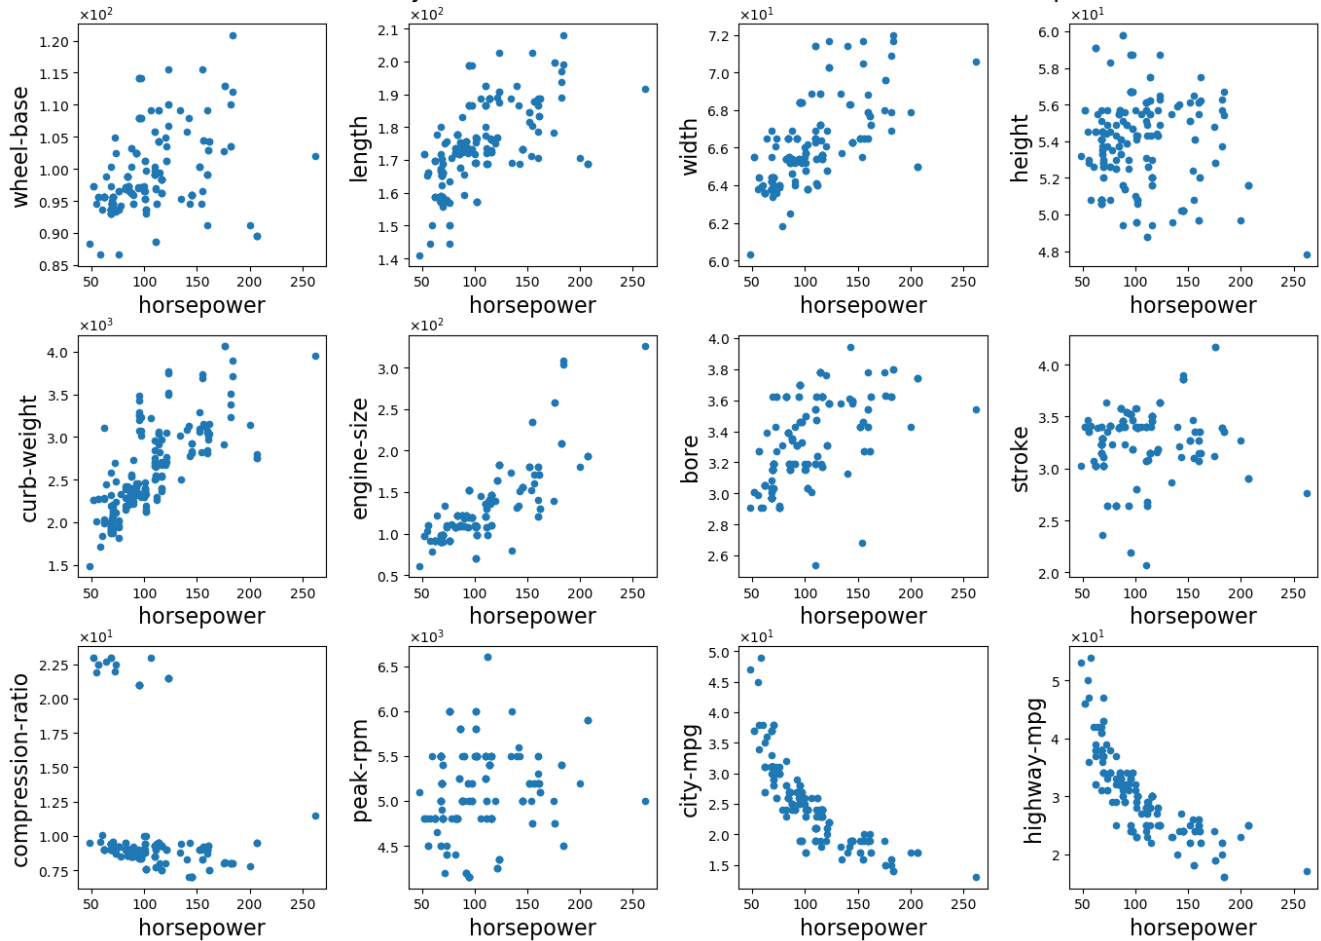 ×10²
1.20
1.15
1.10
1.05
1.00
0.95
0.90
0.85
wheel-base
50 100 150 200 250
horsepower
×10²
2.1
2.0
1.9
1.8
1.7
1.6
1.5
1.4
length
50 100 150 200 250
horsepower
×10¹
7.2
7.0
6.8
6.6
6.4
6.2
6.0
width
50 100 150 200 250
horsepower
×10¹
6.0
5.8
5.6
5.4
5.2
5.0
4.8
height
50 100 150 200 250
horsepower
×10³
4.0
3.5
3.0
2.5
2.0
1.5
curb-weight
50 100 150 200 250
horsepower
×10²
3.0
2.5
2.0
1.5
1.0
0.5
engine-size
50 100 150 200 250
horsepower
4.0
3.8
3.6
3.4
3.2
3.0
2.8
2.6
bore
50 100 150 200 250
horsepower
4.0
3.5
3.0
2.5
2.0
stroke
50 100 150 200 250
horsepower
×10¹
2.25
2.00
1.75
1.50
1.25
1.00
0.75
compression-ratio
50 100 150 200 250
horsepower
×10³
6.5
6.0
5.5
5.0
4.5
peak-rpm
50 100 150 200 250
horsepower
×10¹
5.0
4.5
4.0
3.5
3.0
2.5
2.0
1.5
city-mpg
50 100 150 200 250
horsepower
×10¹
5
4
3
2
highway-mpg
50 100 150 200 250
horsepower